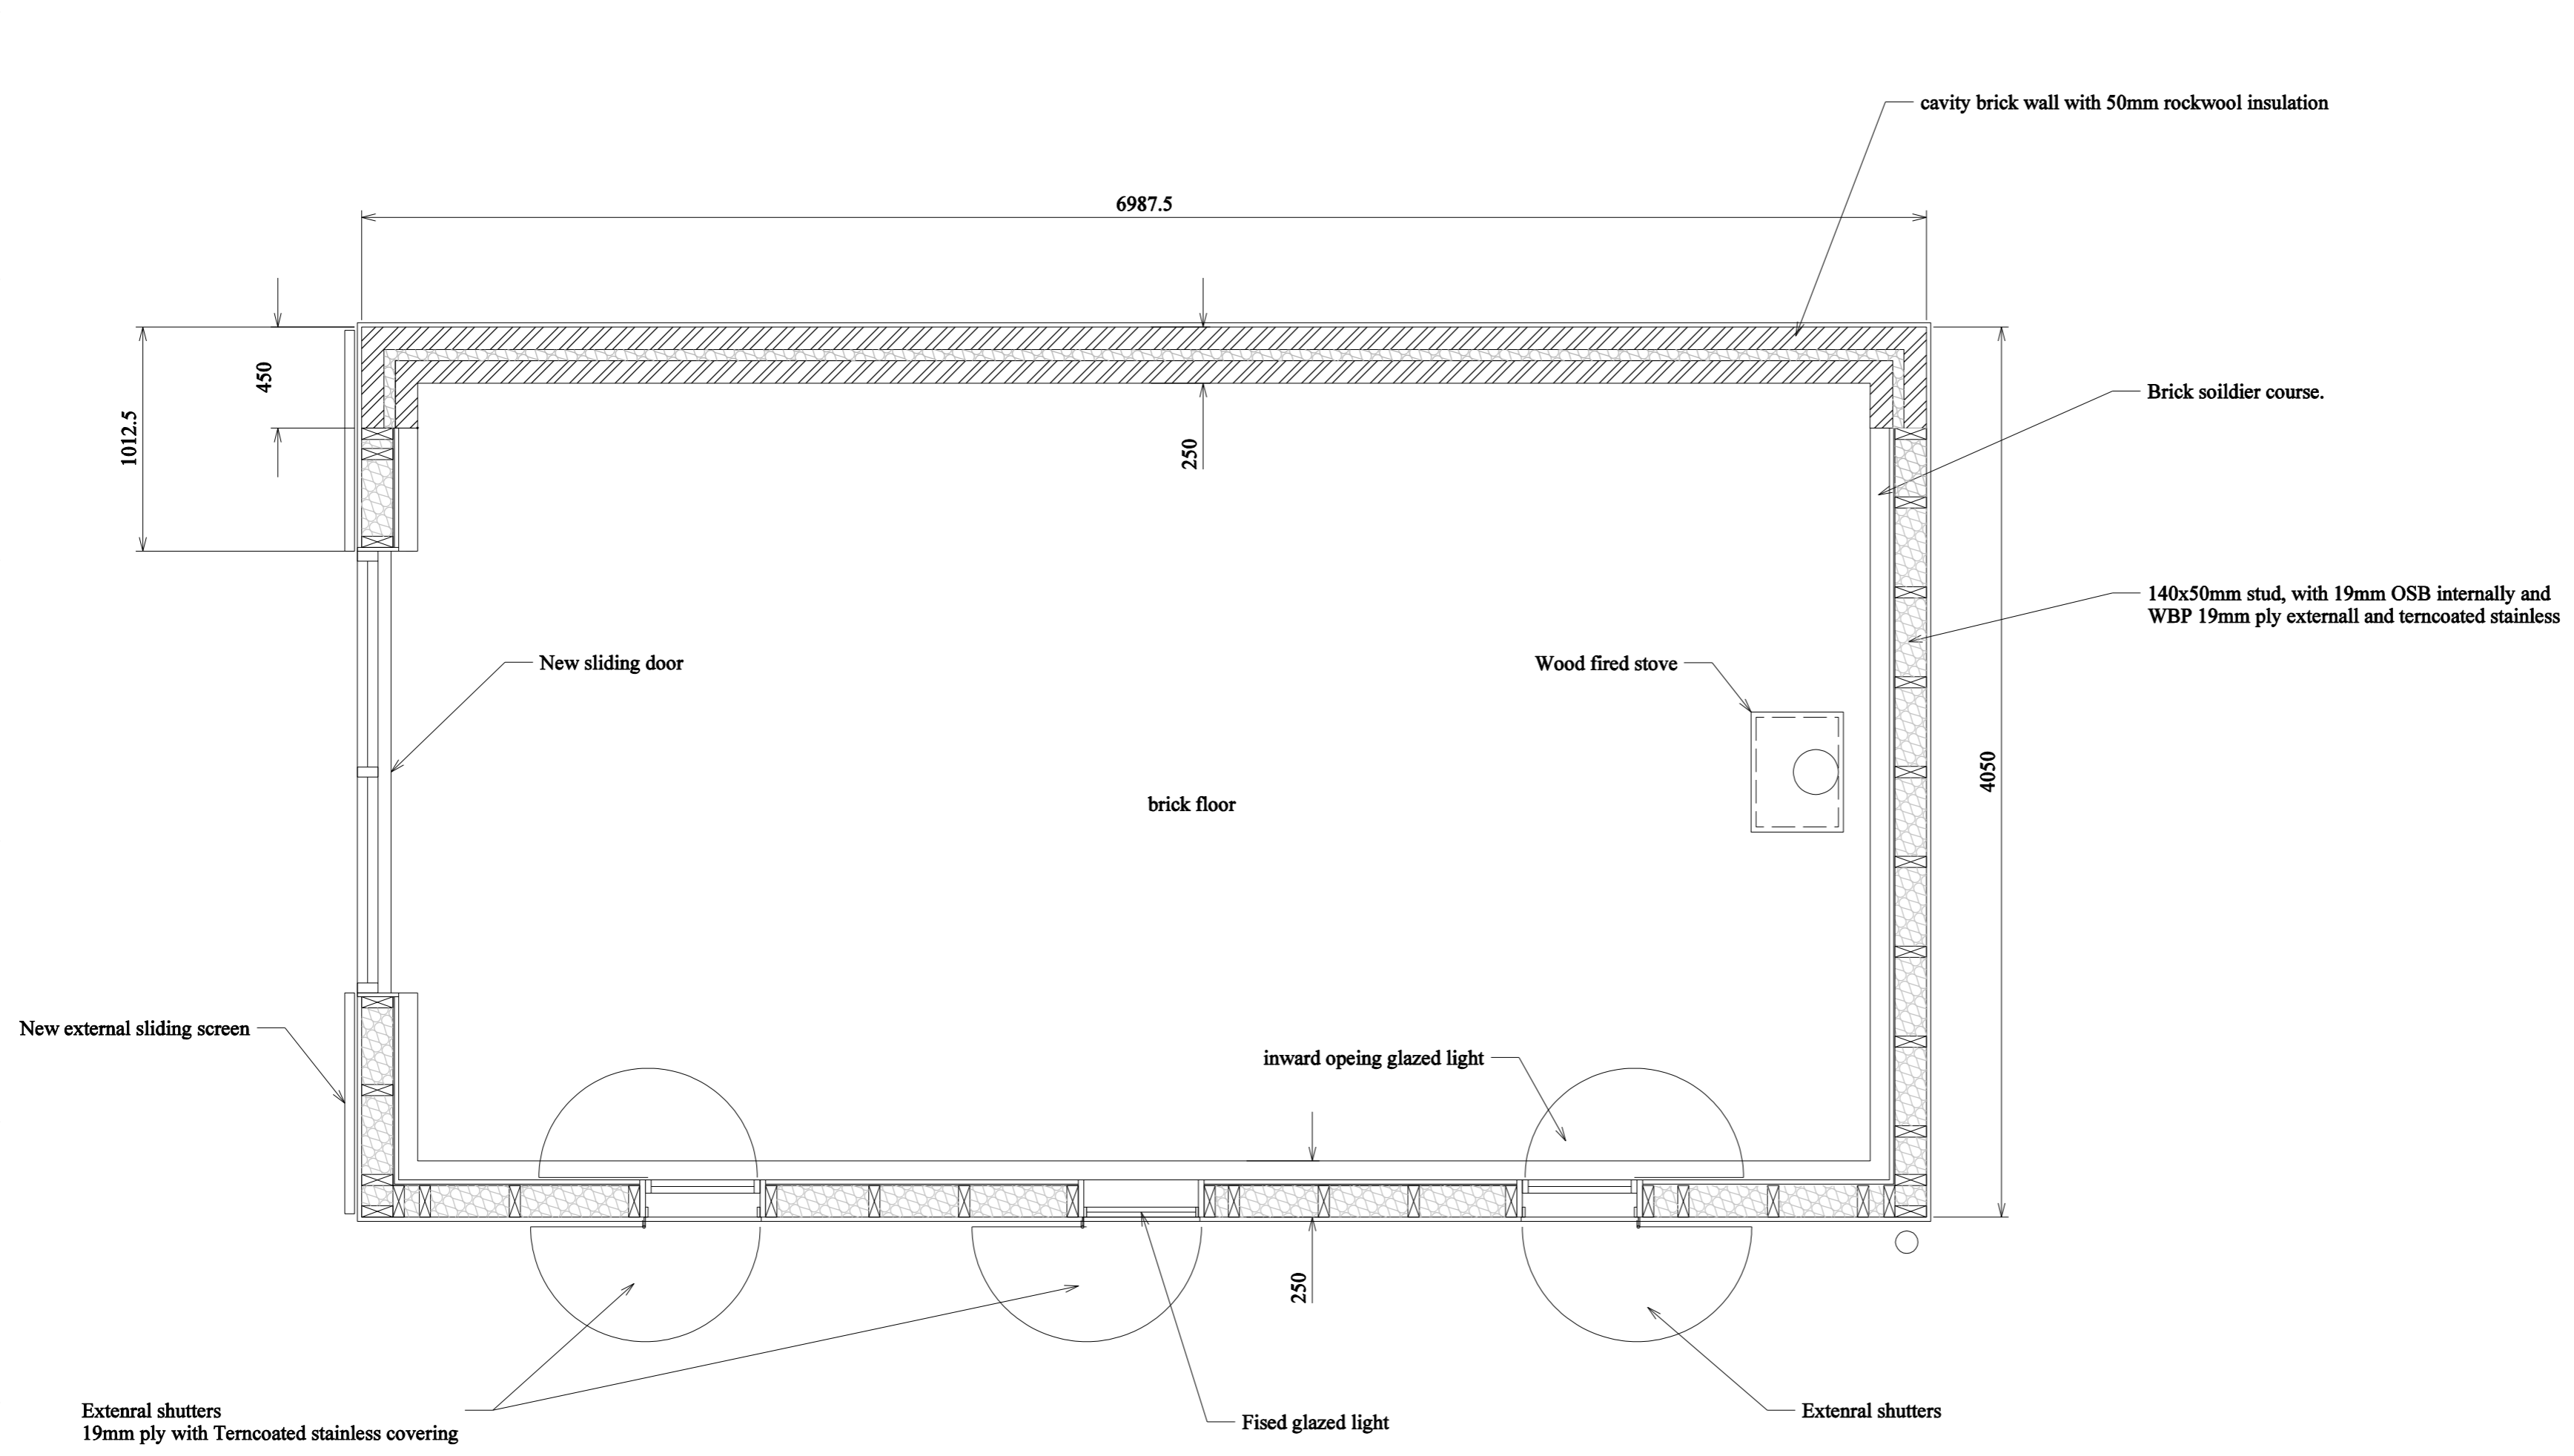 cavity brick wall with 50mm rockwool insulation
6987.5
450
1012.5
250
Brick soildier course.
140x50mm stud, with 19mm OSB internally and
WBP 19mm ply externall and terncoated stainless
New sliding door
Wood fired stove
4050
brick floor
New external sliding screen
inward opeing glazed light
250
Extenral shutters
19mm ply with Terncoated stainless covering
Fised glazed light
Extenral shutters